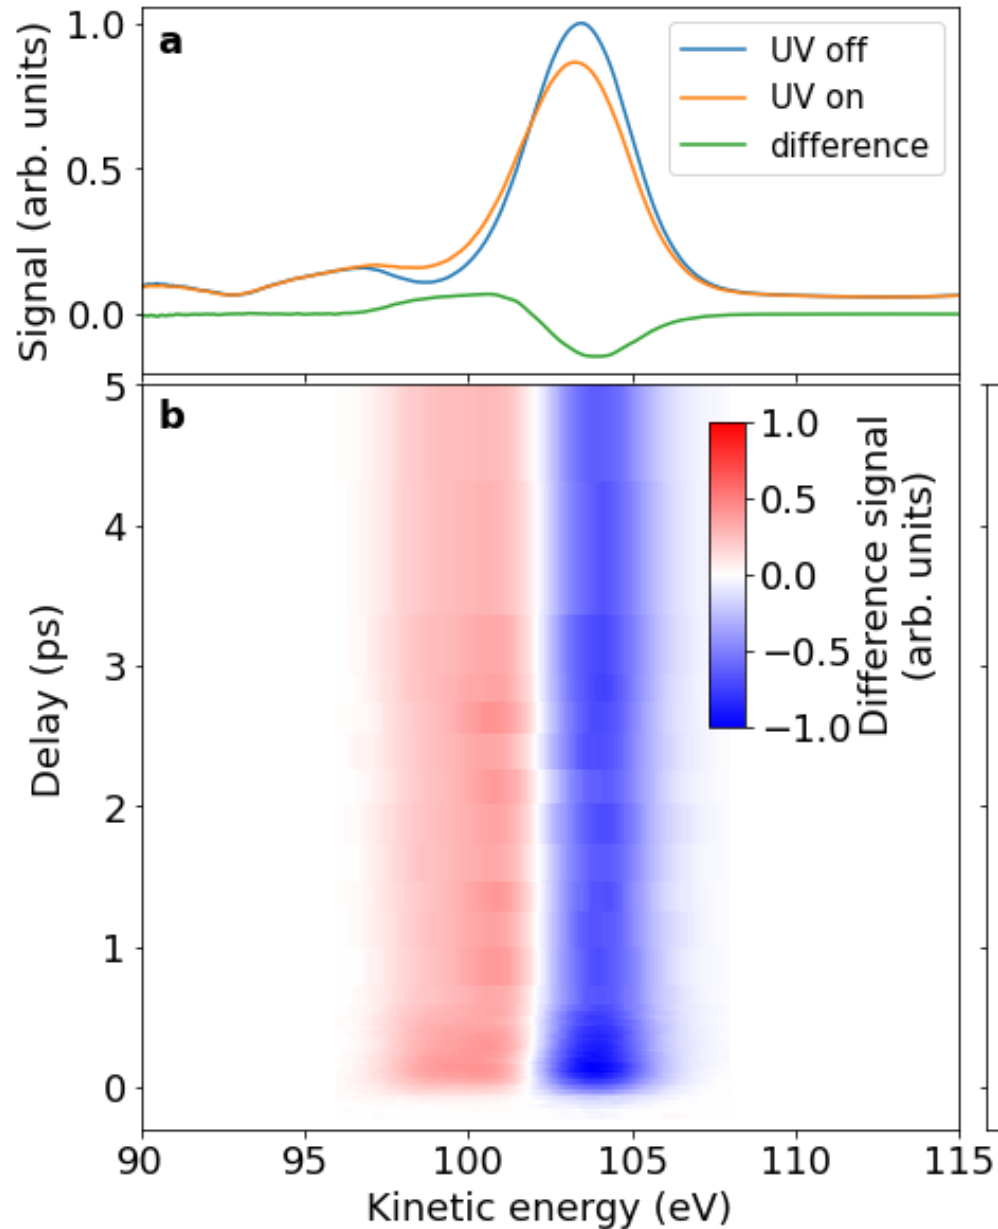 a
Signal (arb. units)
1.0
0.5
0.0
UV off
UV on
difference
b
Delay (ps)
5
4
3
2
1
0
1.0
0.5
0.0
−0.5
−1.0
Difference signal
(arb. units)
90
95
100
105
110
115
Kinetic energy (eV)